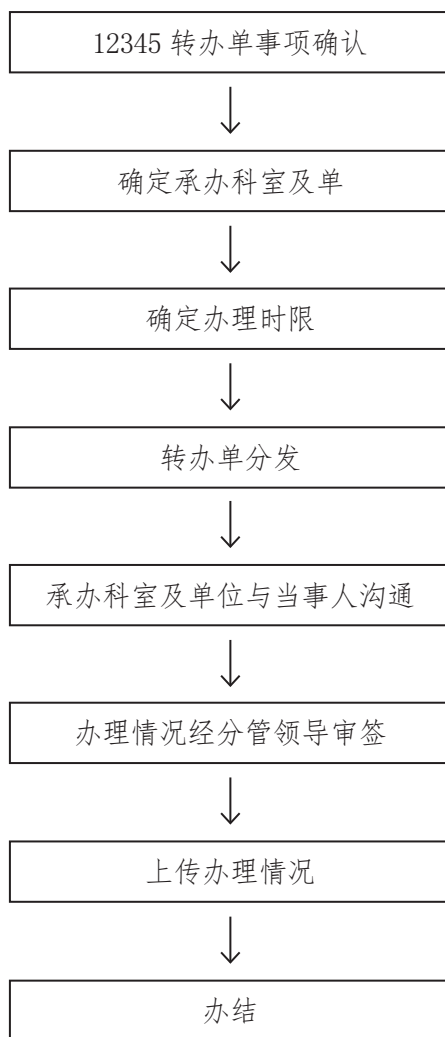 12345 转办单事项确认
确定承办科室及单
确定办理时限
转办单分发
承办科室及单位与当事人沟通
办理情况经分管领导审签
上传办理情况
办结